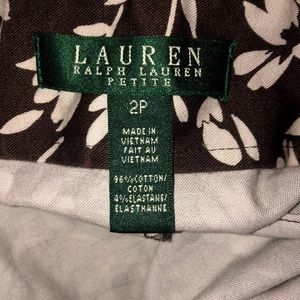 LAUREN
RALPH LAUREN
PETITE
2P
MADE IN
VIETNAM
FAIT AU
VIETNAM
96%COTTON/
COTON
4%ELASTANE/
ELASTHANNE